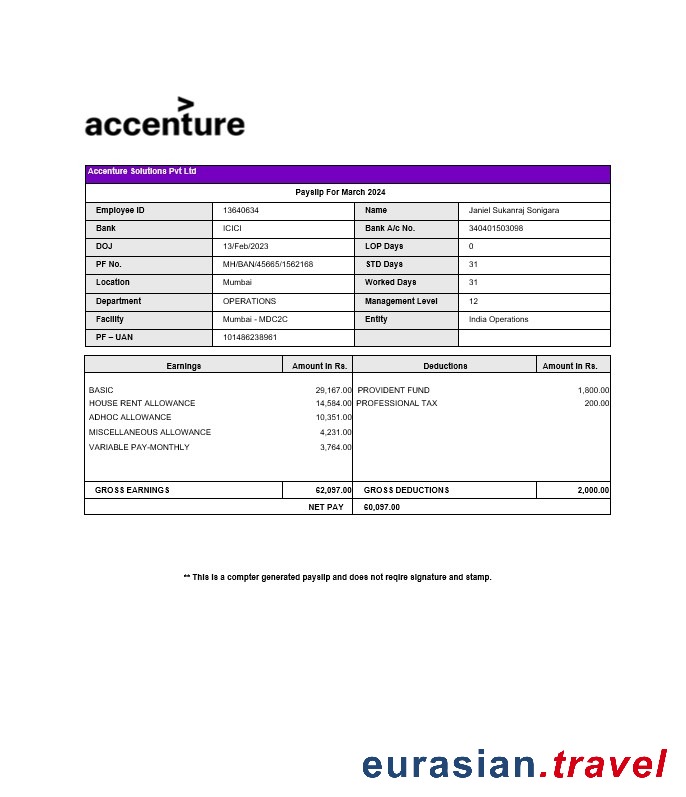 accenture
Accenture Solutions Pvt Ltd
Payslip For March 2024
Employee ID 13640634 Name Janiel Sukanraj Sonigara
Bank ICICI Bank A/c No. 340401503098
DOJ 13/Feb/2023 LOP Days 0
PF No. MH/BAN/45665/1562168 STD Days 31
Location Mumbai Worked Days 31
Department OPERATIONS Management Level 12
Facility Mumbai - MDC2C Entity India Operations
PF – UAN 101486238961
Earnings Amount in Rs. Deductions Amount in Rs.
BASIC 29,167.00 PROVIDENT FUND 1,800.00
HOUSE RENT ALLOWANCE 14,584.00 PROFESSIONAL TAX 200.00
ADHOC ALLOWANCE 10,351.00
MISCELLANEOUS ALLOWANCE 4,231.00
VARIABLE PAY-MONTHLY 3,764.00
GROSS EARNINGS 62,097.00 GROSS DEDUCTIONS 2,000.00
NET PAY 60,097.00
** This is a compter generated payslip and does not reqire signature and stamp.
eurasian.travel